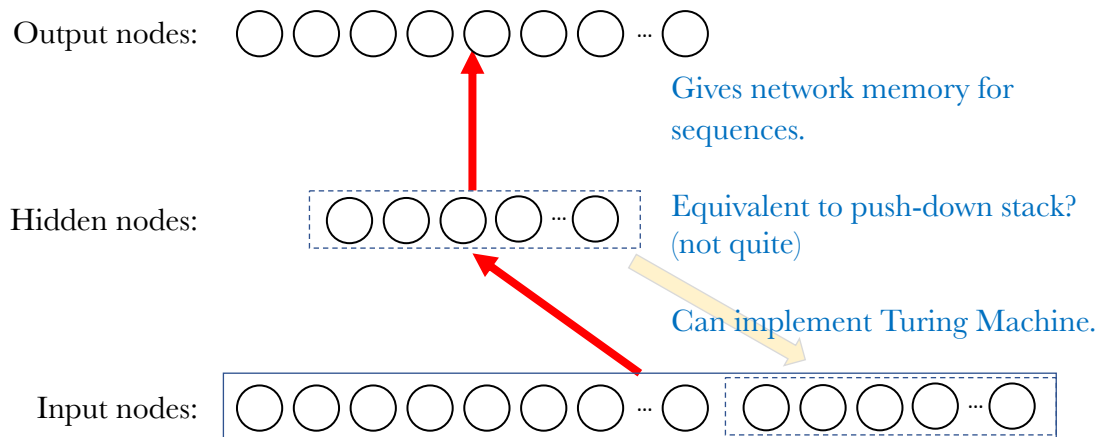 Output nodes:
...
Gives network memory for
sequences.
Hidden nodes:
...
Equivalent to push-down stack?
(not quite)
Can implement Turing Machine.
Input nodes:
...
...